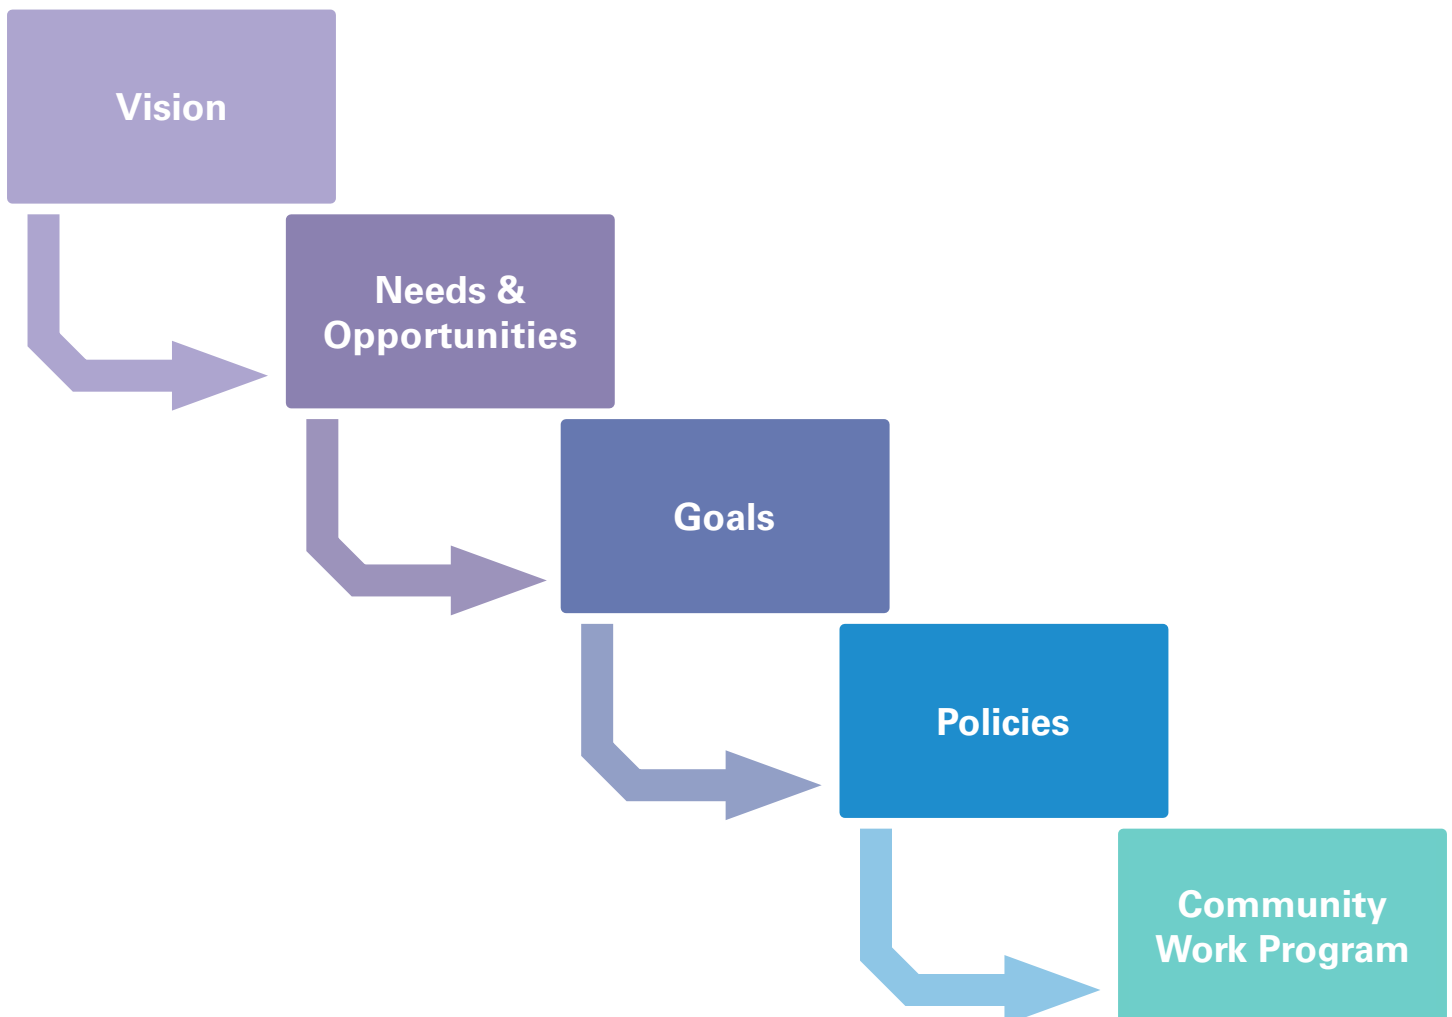 Vision
Needs &
Opportunities
Goals
Policies
Community
Work Program